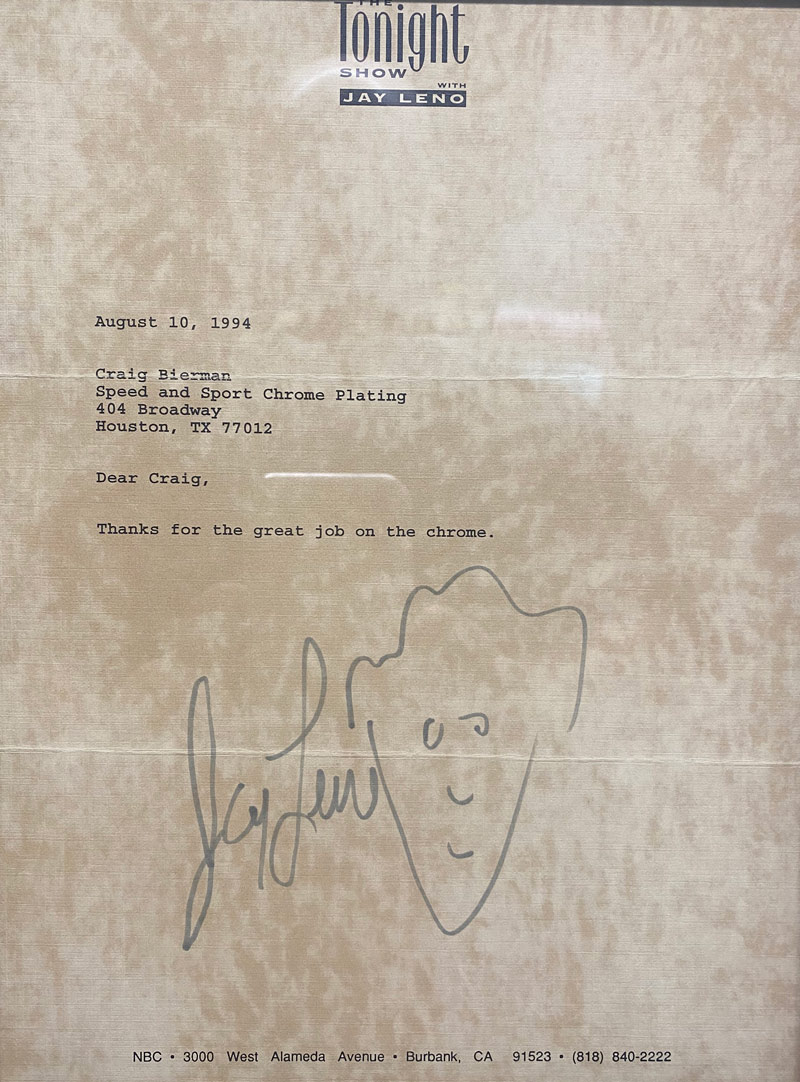 THE
Tonight
SHOW
WITH
JAY LENO
August 10, 1994
Craig Bierman
Speed and Sport Chrome Plating
404 Broadway
Houston, TX 77012
Dear Craig,
Thanks for the great job on the chrome.
Jay Leno
NBC • 3000 West Alameda Avenue • Burbank, CA 91523 • (818) 840-2222